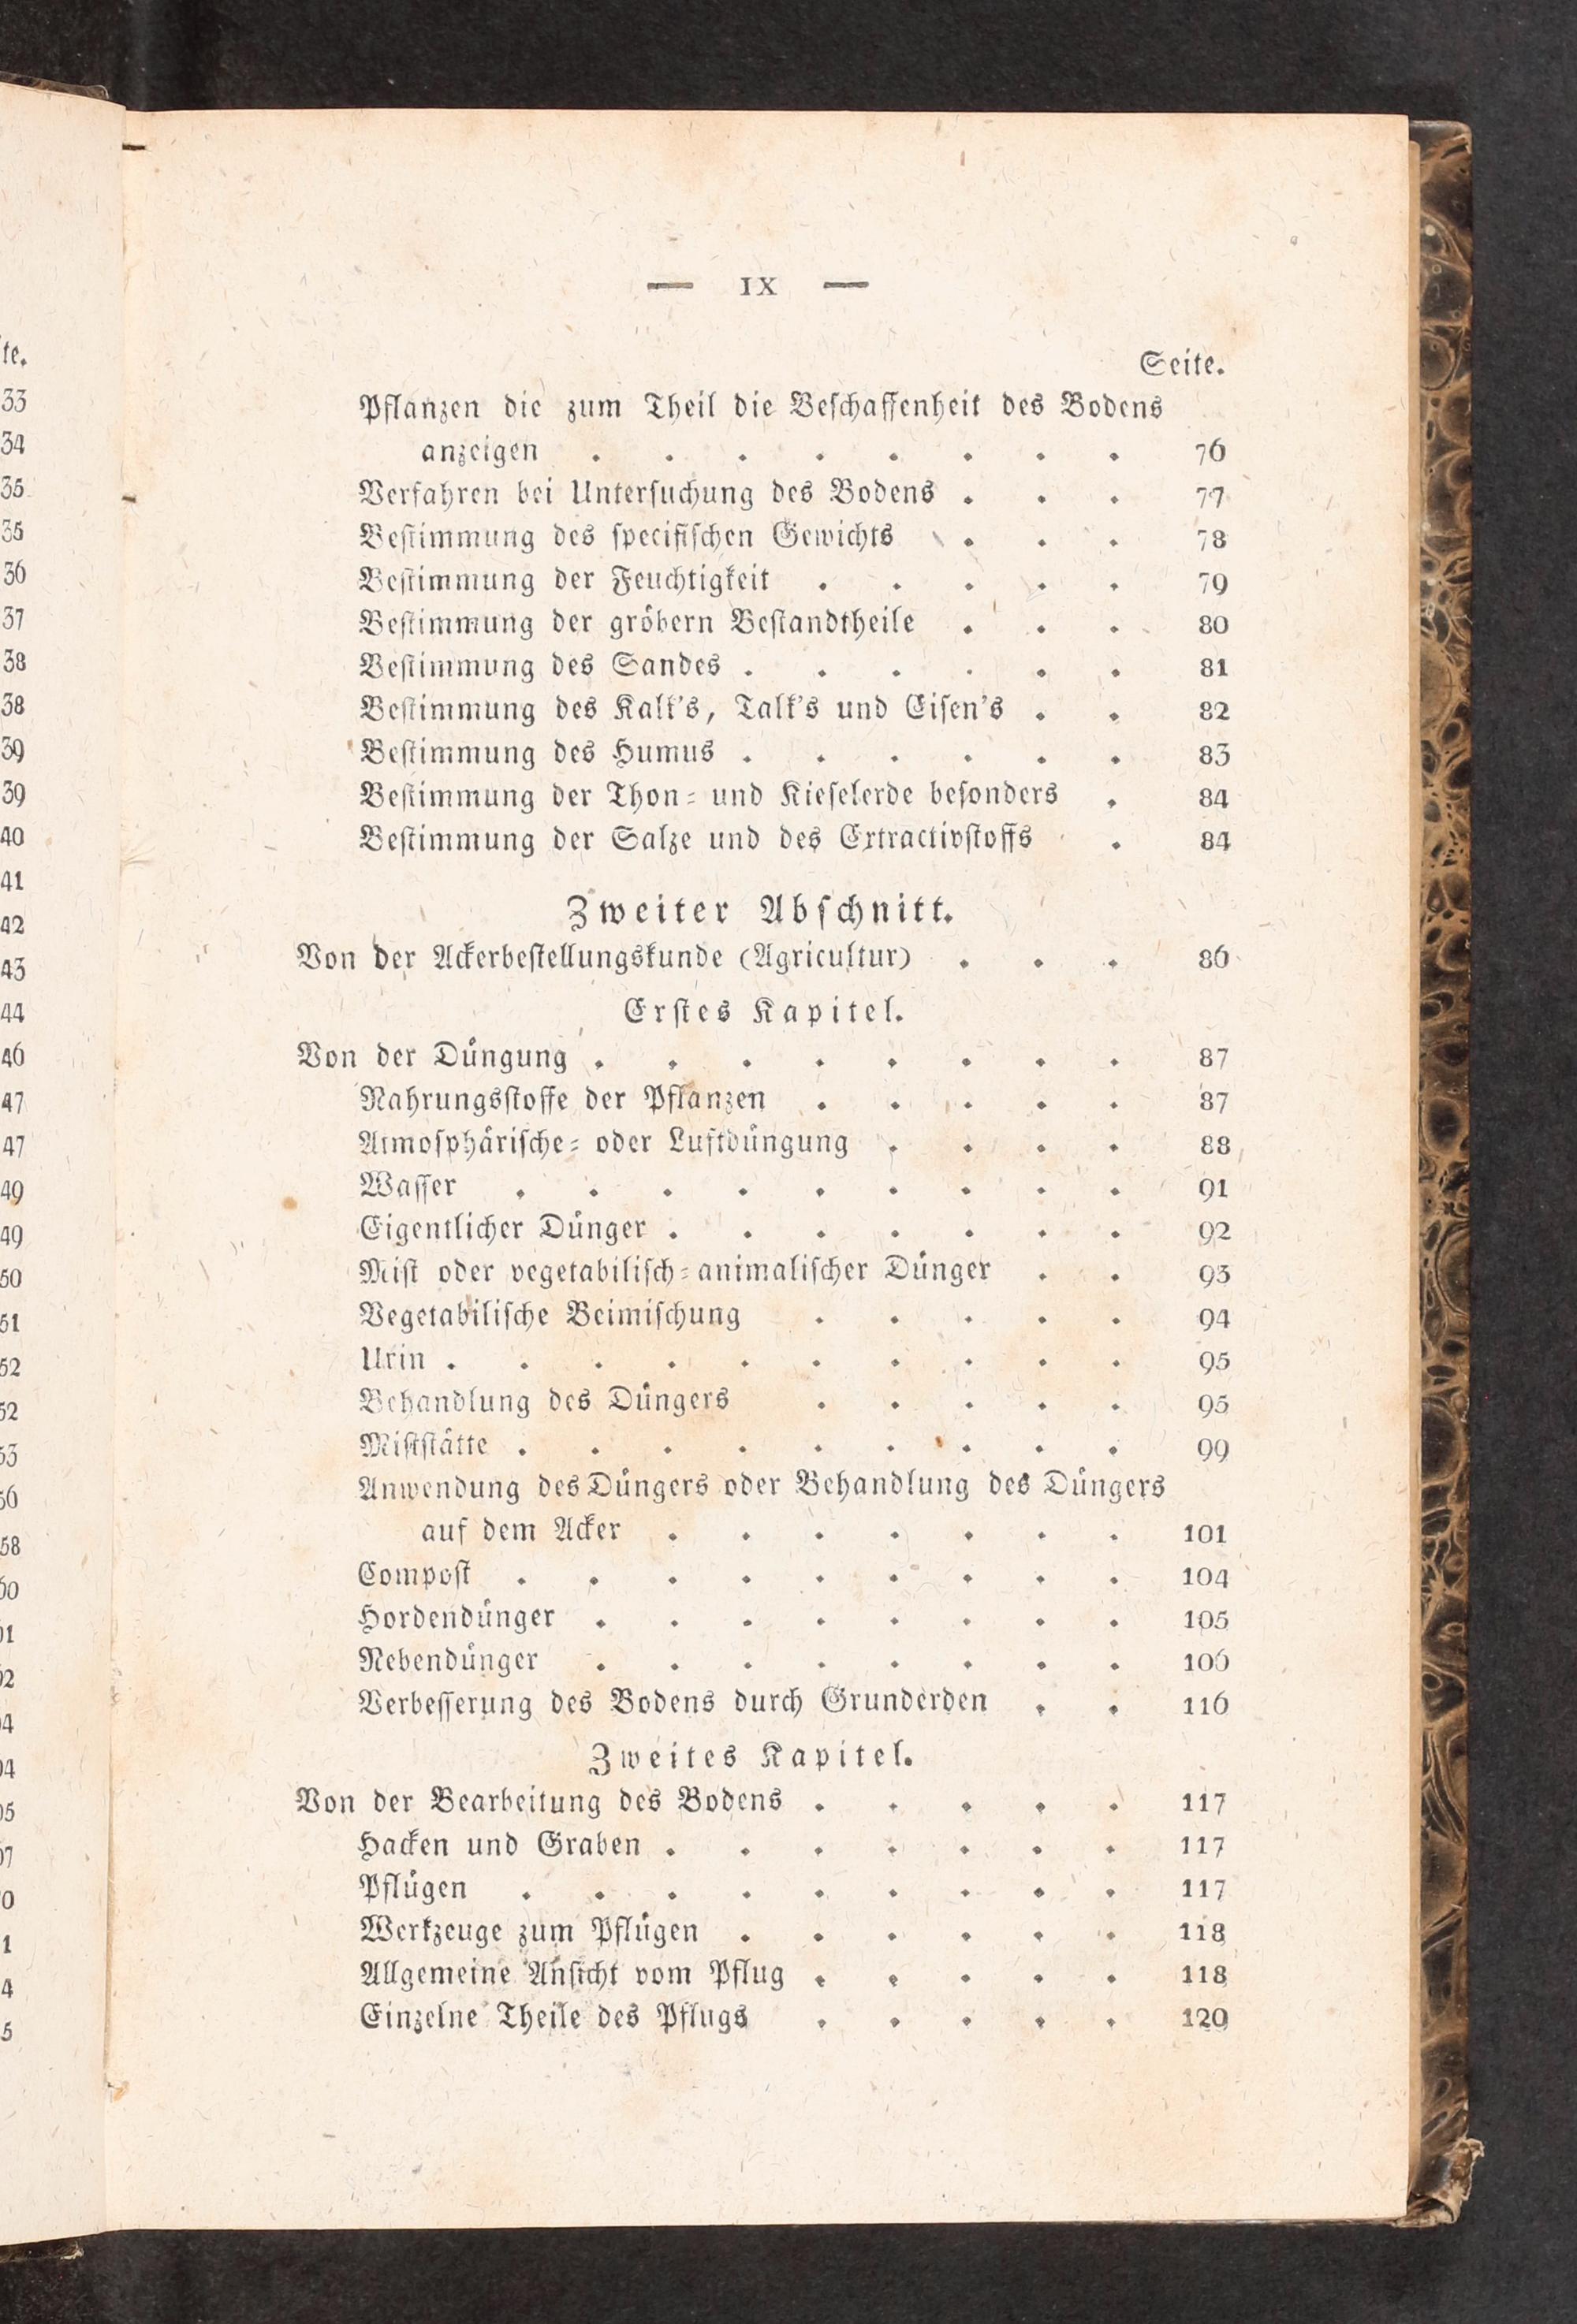 — IX —
Seite.
Pflanzen die zum Theil die Beſchaffenheit des Bodens
anzeigen . . . . . . . . 76
Verfahren bei Unterſuchung des Bodens . . . 77
Beſtimmung des ſpecifiſchen Gewichts . . . 78
Beſtimmung der Feuchtigkeit . . . . . 79
Beſtimmung der gröbern Beſtandtheile . . . 80
Beſtimmung des Sandes . . . . . . 81
Beſtimmung des Kalk's, Talk's und Eiſen's . . 82
Beſtimmung des Humus . . . . . . 83
Beſtimmung der Thon= und Kieſelerde beſonders . 84
Beſtimmung der Salze und des Extractivſtoffs . 84
Zweiter Abſchnitt.
Von der Ackerbeſtellungskunde (Agricultur) . . . 86
Erſtes Kapitel.
Von der Düngung . . . . . . . . 87
Nahrungsſtoffe der Pflanzen . . . . . 87
Atmoſphäriſche= oder Luftdüngung . . . . 88
Waſſer . . . . . . . . . 91
Eigentlicher Dünger . . . . . . . 92
Miſt oder vegetabiliſch=animaliſcher Dünger . . 93
Vegetabiliſche Beimiſchung . . . . . 94
Urin . . . . . . . . . . 95
Behandlung des Düngers . . . . . 95
Miſtſtätte . . . . . . . . . 99
Anwendung des Düngers oder Behandlung des Düngers
auf dem Acker . . . . . . . 101
Compoſt . . . . . . . . . 104
Hordendünger . . . . . . . . 105
Nebendünger . . . . . . . . 106
Verbeſſerung des Bodens durch Grunderden . . 116
Zweites Kapitel.
Von der Bearbeitung des Bodens . . . . . 117
Hacken und Graben . . . . . . . 117
Pflügen . . . . . . . . . 117
Werkzeuge zum Pflügen . . . . . . 118
Allgemeine Anſicht vom Pflug . . . . . 118
Einzelne Theile des Pflugs . . . . . 120